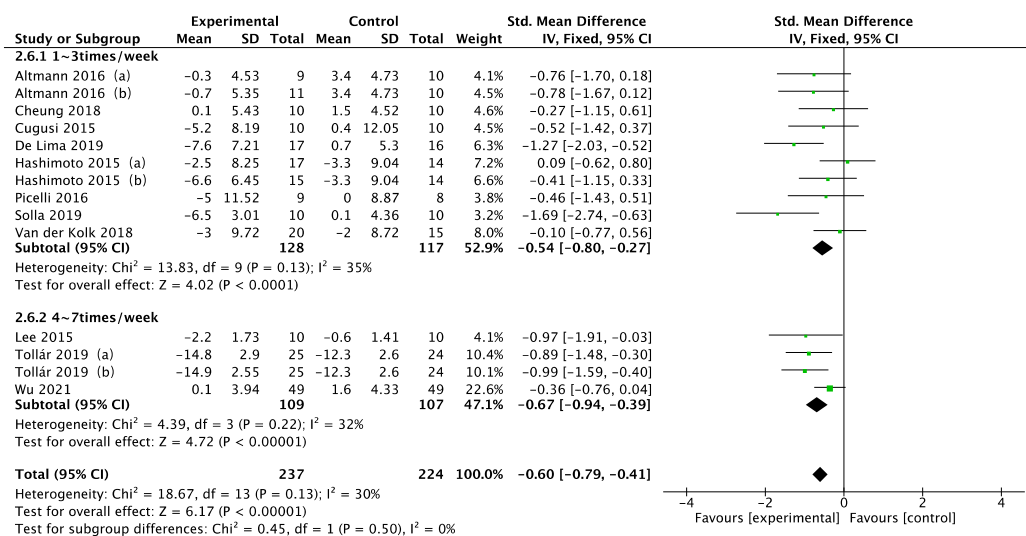 Experimental Control Std. Mean Difference Std. Mean Difference
Study or Subgroup Mean SD Total Mean SD Total Weight IV, Fixed, 95% CI IV, Fixed, 95% CI
2.6.1 1~3times/week
Altmann 2016 (a) −0.3 4.53 9 3.4 4.73 10 4.1% −0.76 [−1.70, 0.18]
Altmann 2016 (b) −0.7 5.35 11 3.4 4.73 10 4.5% −0.78 [−1.67, 0.12]
Cheung 2018 0.1 5.43 10 1.5 4.52 10 4.6% −0.27 [−1.15, 0.61]
Cugusi 2015 −5.2 8.19 10 0.4 12.05 10 4.5% −0.52 [−1.42, 0.37]
De Lima 2019 −7.6 7.21 17 0.7 5.3 16 6.3% −1.27 [−2.03, −0.52]
Hashimoto 2015 (a) −2.5 8.25 17 −3.3 9.04 14 7.2% 0.09 [−0.62, 0.80]
Hashimoto 2015 (b) −6.6 6.45 15 −3.3 9.04 14 6.6% −0.41 [−1.15, 0.33]
Picelli 2016 −5 11.52 9 0 8.87 8 3.8% −0.46 [−1.43, 0.51]
Solla 2019 −6.5 3.01 10 0.1 4.36 10 3.2% −1.69 [−2.74, −0.63]
Van der Kolk 2018 −3 9.72 20 −2 8.72 15 8.0% −0.10 [−0.77, 0.56]
Subtotal (95% CI) 128 117 52.9% −0.54 [−0.80, −0.27]
Heterogeneity: Chi² = 13.83, df = 9 (P = 0.13); I² = 35%
Test for overall effect: Z = 4.02 (P < 0.0001)
2.6.2 4~7times/week
Lee 2015 −2.2 1.73 10 −0.6 1.41 10 4.1% −0.97 [−1.91, −0.03]
Tollár 2019 (a) −14.8 2.9 25 −12.3 2.6 24 10.4% −0.89 [−1.48, −0.30]
Tollár 2019 (b) −14.9 2.55 25 −12.3 2.6 24 10.1% −0.99 [−1.59, −0.40]
Wu 2021 0.1 3.94 49 1.6 4.33 49 22.6% −0.36 [−0.76, 0.04]
Subtotal (95% CI) 109 107 47.1% −0.67 [−0.94, −0.39]
Heterogeneity: Chi² = 4.39, df = 3 (P = 0.22); I² = 32%
Test for overall effect: Z = 4.72 (P < 0.00001)
Total (95% CI) 237 224 100.0% −0.60 [−0.79, −0.41]
Heterogeneity: Chi² = 18.67, df = 13 (P = 0.13); I² = 30%
Test for overall effect: Z = 6.17 (P < 0.00001)
Test for subgroup differences: Chi² = 0.45, df = 1 (P = 0.50), I² = 0%
−4 −2 0 2 4
Favours [experimental] Favours [control]